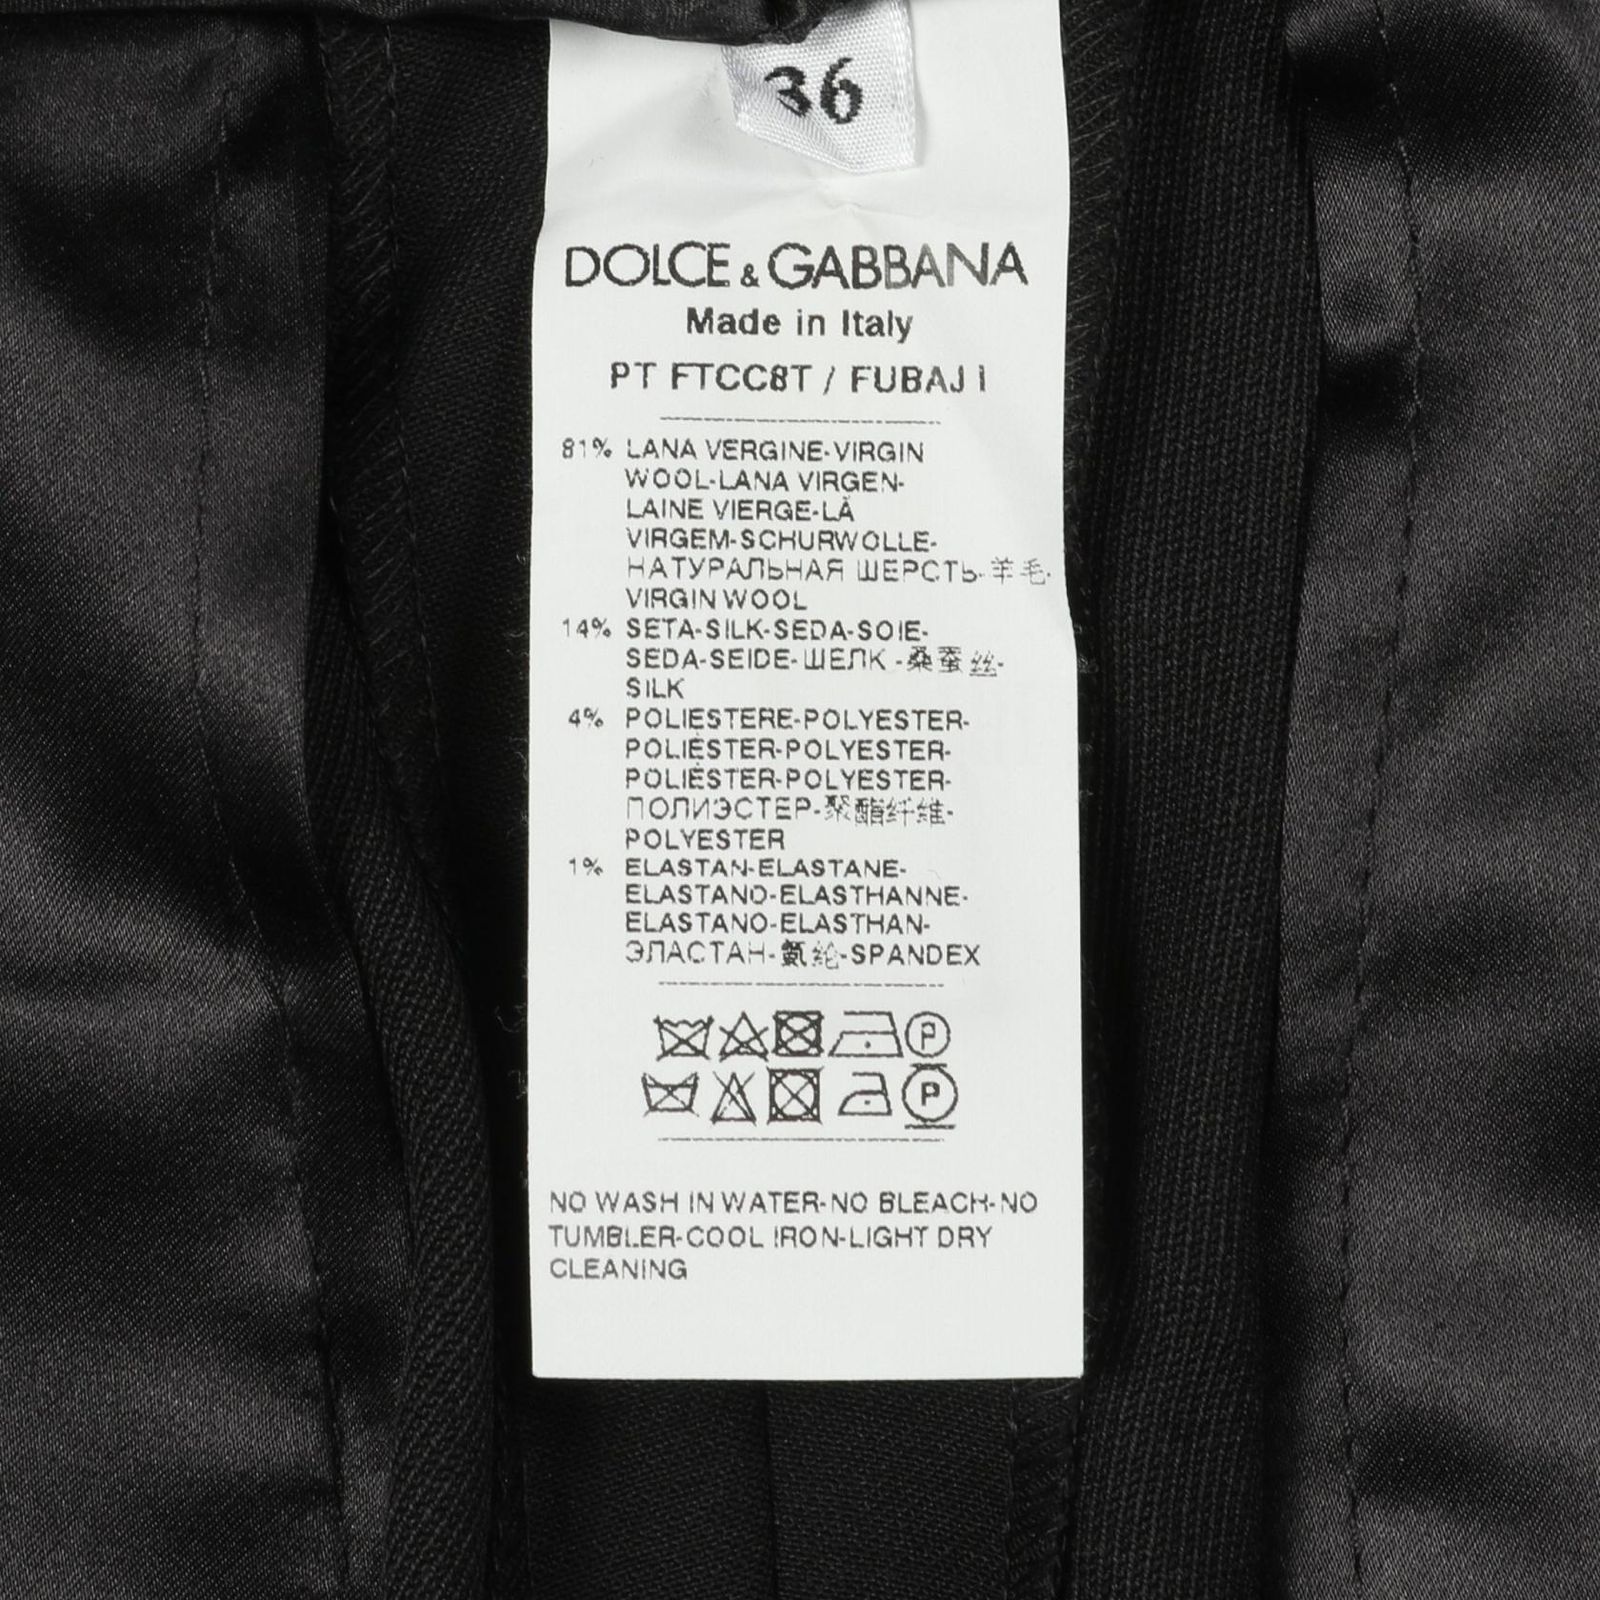 36
DOLCE & GABBANA
Made in Italy
PT FTCC8T / FUBAJ I
81% LANA VERGINE-VIRGIN
WOOL-LANA VIRGEN-
LAINE VIERGE-LÃ
VIRGEM-SCHURWOLLE-
НАТУРАЛЬНАЯ ШЕРСТЬ-羊毛-
VIRGIN WOOL
14% SETA-SILK-SEDA-SOIE-
SEDA-SEIDE-ШЕЛК-桑蚕丝-
SILK
4% POLIESTERE-POLYESTER-
POLIÉSTER-POLYESTER-
POLIÉSTER-POLYESTER-
ПОЛИЭСТЕР-聚酯纤维-
POLYESTER
1% ELASTAN-ELASTANE-
ELASTANO-ELASTHANNE-
ELASTANO-ELASTHAN-
ЭЛАСТАН-氨纶-SPANDEX
P
P
NO WASH IN WATER-NO BLEACH-NO
TUMBLER-COOL IRON-LIGHT DRY
CLEANING